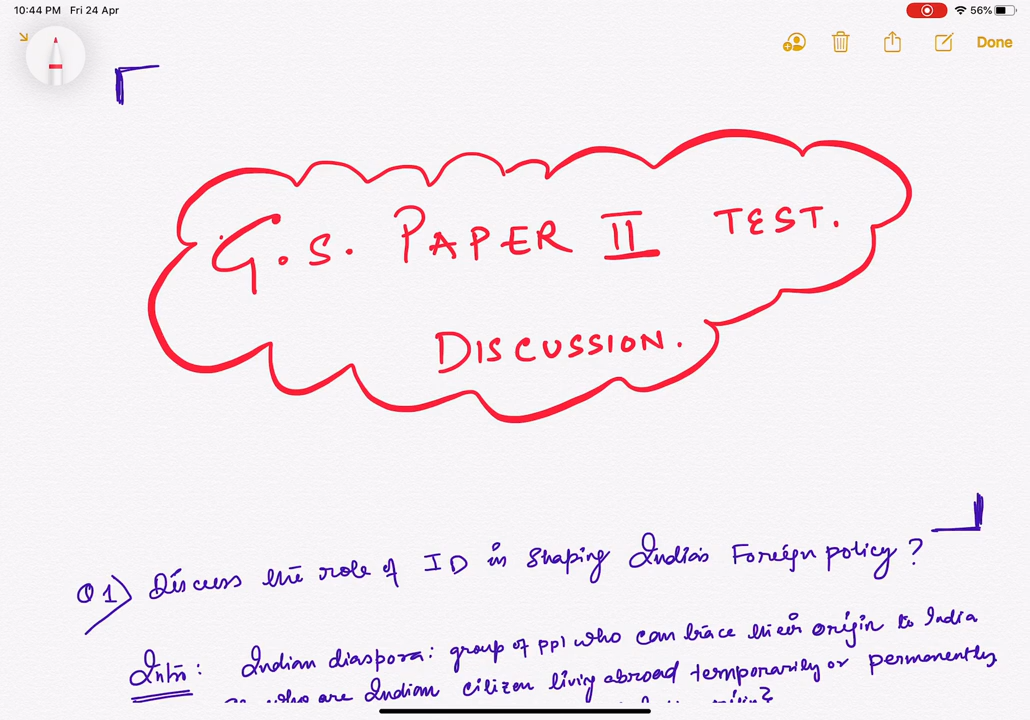 10:44 PM Fri 24 Apr
56%
Done
G.S. PAPER II TEST.
DISCUSSION.
Q1) Discuss the role of ID in shaping India's Foreign policy?
Intro: Indian diaspora: group of ppl who can trace their origin to India
who are Indian citizen living abroad temporarily or permanently